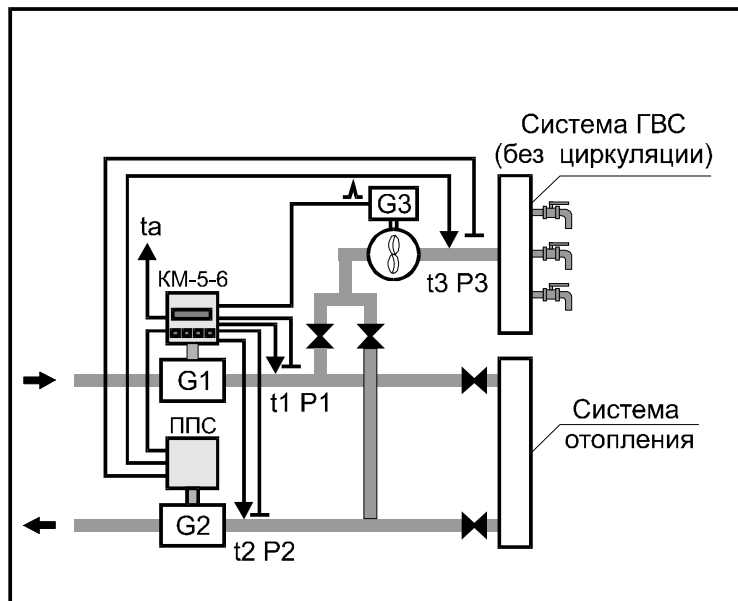 Система ГВС
(без циркуляции)
G3
ta
КМ-5-6
t3 P3
G1
t1 P1
Система
отопления
ППС
G2
t2 P2